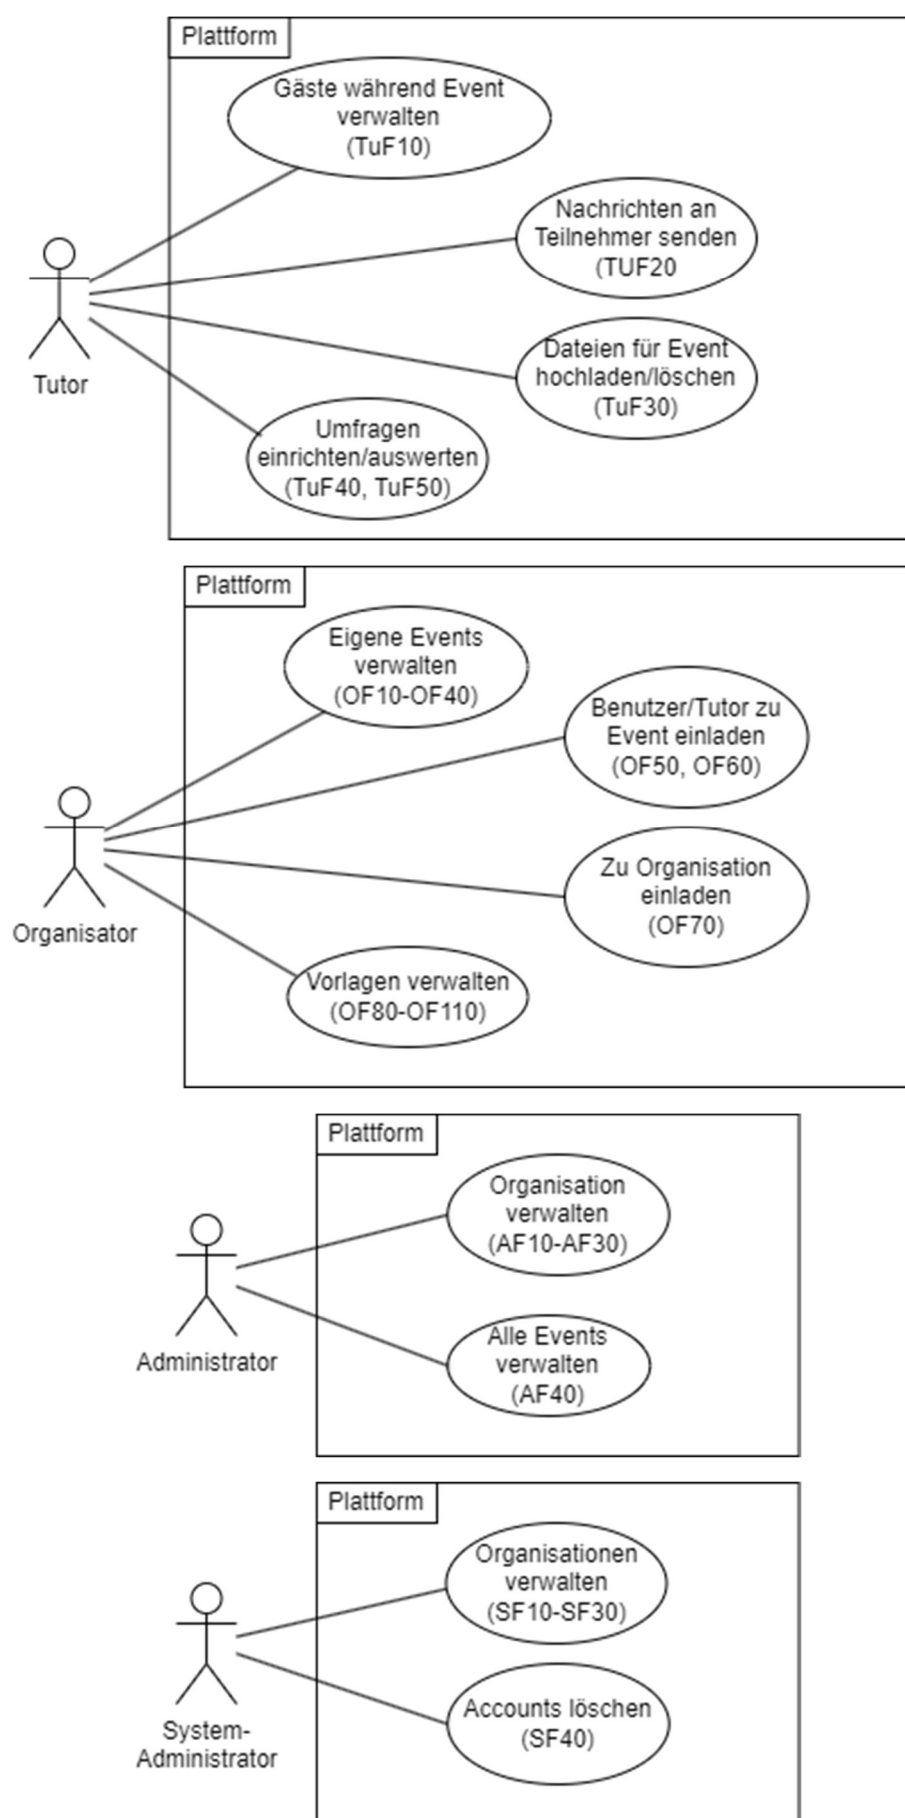 Plattform
Gäste während Event
verwalten
(TuF10)
Nachrichten an
Teilnehmer senden
(TUF20
Dateien für Event
hochladen/löschen
(TuF30)
Tutor
Umfragen
einrichten/auswerten
(TuF40, TuF50)
Plattform
Eigene Events
verwalten
(OF10-OF40)
Benutzer/Tutor zu
Event einladen
(OF50, OF60)
Zu Organisation
einladen
(OF70)
Organisator
Vorlagen verwalten
(OF80-OF110)
Plattform
Organisation
verwalten
(AF10-AF30)
Alle Events
verwalten
(AF40)
Administrator
Plattform
Organisationen
verwalten
(SF10-SF30)
Accounts löschen
(SF40)
System-
Administrator